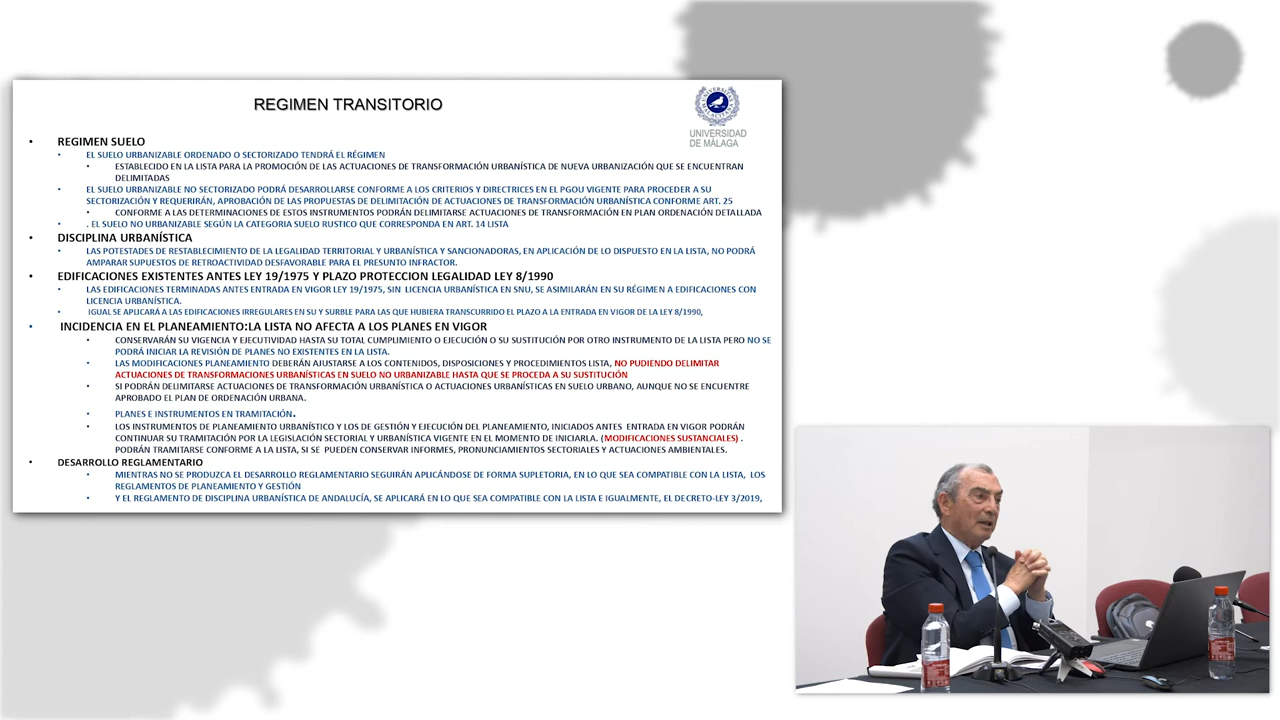 REGIMEN TRANSITORIO
UNIVERSIDAD
DE MÁLAGA
• REGIMEN SUELO
• EL SUELO URBANIZABLE ORDENADO O SECTORIZADO TENDRÁ EL RÉGIMEN
• ESTABLECIDO EN LA LISTA PARA LA PROMOCIÓN DE LAS ACTUACIONES DE TRANSFORMACIÓN URBANÍSTICA DE NUEVA URBANIZACIÓN QUE SE ENCUENTRAN
DELIMITADAS
• EL SUELO URBANIZABLE NO SECTORIZADO PODRÁ DESARROLLARSE CONFORME A LOS CRITERIOS Y DIRECTRICES EN EL PGOU VIGENTE PARA PROCEDER A SU
SECTORIZACIÓN Y REQUERIRÁN, APROBACIÓN DE LAS PROPUESTAS DE DELIMITACIÓN DE ACTUACIONES DE TRANSFORMACIÓN URBANÍSTICA CONFORME ART. 25
• CONFORME A LAS DETERMINACIONES DE ESTOS INSTRUMENTOS PODRÁN DELIMITARSE ACTUACIONES DE TRANSFORMACIÓN EN PLAN ORDENACIÓN DETALLADA
• . EL SUELO NO URBANIZABLE SEGÚN LA CATEGORIA SUELO RUSTICO QUE CORRESPONDA EN ART. 14 LISTA
• DISCIPLINA URBANÍSTICA
• LAS POTESTADES DE RESTABLECIMIENTO DE LA LEGALIDAD TERRITORIAL Y URBANÍSTICA Y SANCIONADORAS, EN APLICACIÓN DE LO DISPUESTO EN LA LISTA, NO PODRÁ
AMPARAR SUPUESTOS DE RETROACTIVIDAD DESFAVORABLE PARA EL PRESUNTO INFRACTOR.
• EDIFICACIONES EXISTENTES ANTES LEY 19/1975 Y PLAZO PROTECCION LEGALIDAD LEY 8/1990
• LAS EDIFICACIONES TERMINADAS ANTES ENTRADA EN VIGOR LEY 19/1975, SIN LICENCIA URBANÍSTICA EN SNU, SE ASIMILARÁN EN SU RÉGIMEN A EDIFICACIONES CON
LICENCIA URBANÍSTICA.
• IGUAL SE APLICARÁ A LAS EDIFICACIONES IRREGULARES EN SU Y SURBLE PARA LAS QUE HUBIERA TRANSCURRIDO EL PLAZO A LA ENTRADA EN VIGOR DE LA LEY 8/1990,
• INCIDENCIA EN EL PLANEAMIENTO:LA LISTA NO AFECTA A LOS PLANES EN VIGOR
• CONSERVARÁN SU VIGENCIA Y EJECUTIVIDAD HASTA SU TOTAL CUMPLIMIENTO O EJECUCIÓN O SU SUSTITUCIÓN POR OTRO INSTRUMENTO DE LA LISTA PERO NO SE
PODRÁ INICIAR LA REVISIÓN DE PLANES NO EXISTENTES EN LA LISTA.
• LAS MODIFICACIONES PLANEAMIENTO DEBERÁN AJUSTARSE A LOS CONTENIDOS, DISPOSICIONES Y PROCEDIMIENTOS LISTA, NO PUDIENDO DELIMITAR
ACTUACIONES DE TRANSFORMACIONES URBANÍSTICAS EN SUELO NO URBANIZABLE HASTA QUE SE PROCEDA A SU SUSTITUCIÓN
• SI PODRÁN DELIMITARSE ACTUACIONES DE TRANSFORMACIÓN URBANÍSTICA O ACTUACIONES URBANÍSTICAS EN SUELO URBANO, AUNQUE NO SE ENCUENTRE
APROBADO EL PLAN DE ORDENACIÓN URBANA.
• PLANES E INSTRUMENTOS EN TRAMITACIÓN.
• LOS INSTRUMENTOS DE PLANEAMIENTO URBANÍSTICO Y LOS DE GESTIÓN Y EJECUCIÓN DEL PLANEAMIENTO, INICIADOS ANTES ENTRADA EN VIGOR PODRÁN
CONTINUAR SU TRAMITACIÓN POR LA LEGISLACIÓN SECTORIAL Y URBANÍSTICA VIGENTE EN EL MOMENTO DE INICIARLA. (MODIFICACIONES SUSTANCIALES) .
PODRÁN TRAMITARSE CONFORME A LA LISTA, SI SE PUEDEN CONSERVAR INFORMES, PRONUNCIAMIENTOS SECTORIALES Y ACTUACIONES AMBIENTALES.
• DESARROLLO REGLAMENTARIO
• MIENTRAS NO SE PRODUZCA EL DESARROLLO REGLAMENTARIO SEGUIRÁN APLICÁNDOSE DE FORMA SUPLETORIA, EN LO QUE SEA COMPATIBLE CON LA LISTA, LOS
REGLAMENTOS DE PLANEAMIENTO Y GESTIÓN
• Y EL REGLAMENTO DE DISCIPLINA URBANÍSTICA DE ANDALUCÍA, SE APLICARÁ EN LO QUE SEA COMPATIBLE CON LA LISTA E IGUALMENTE, EL DECRETO-LEY 3/2019,